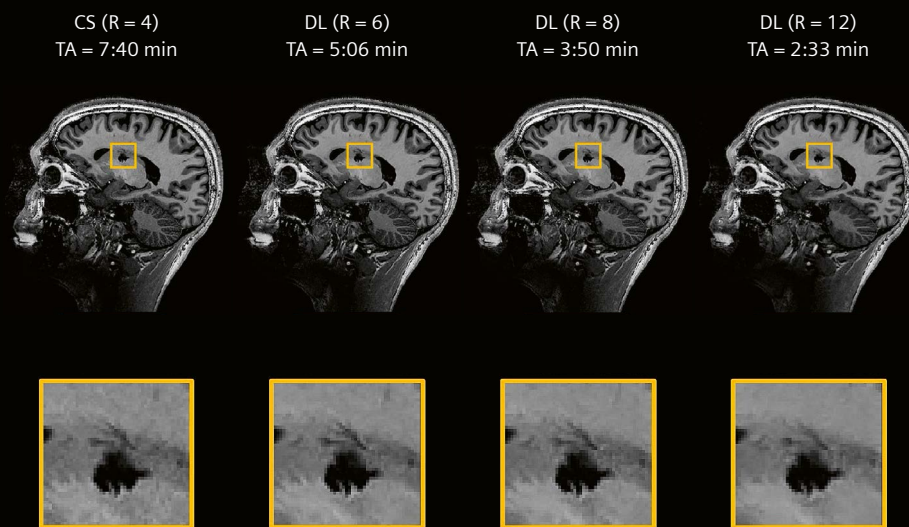 CS (R = 4)
TA = 7:40 min
DL (R = 6)
TA = 5:06 min
DL (R = 8)
TA = 3:50 min
DL (R = 12)
TA = 2:33 min